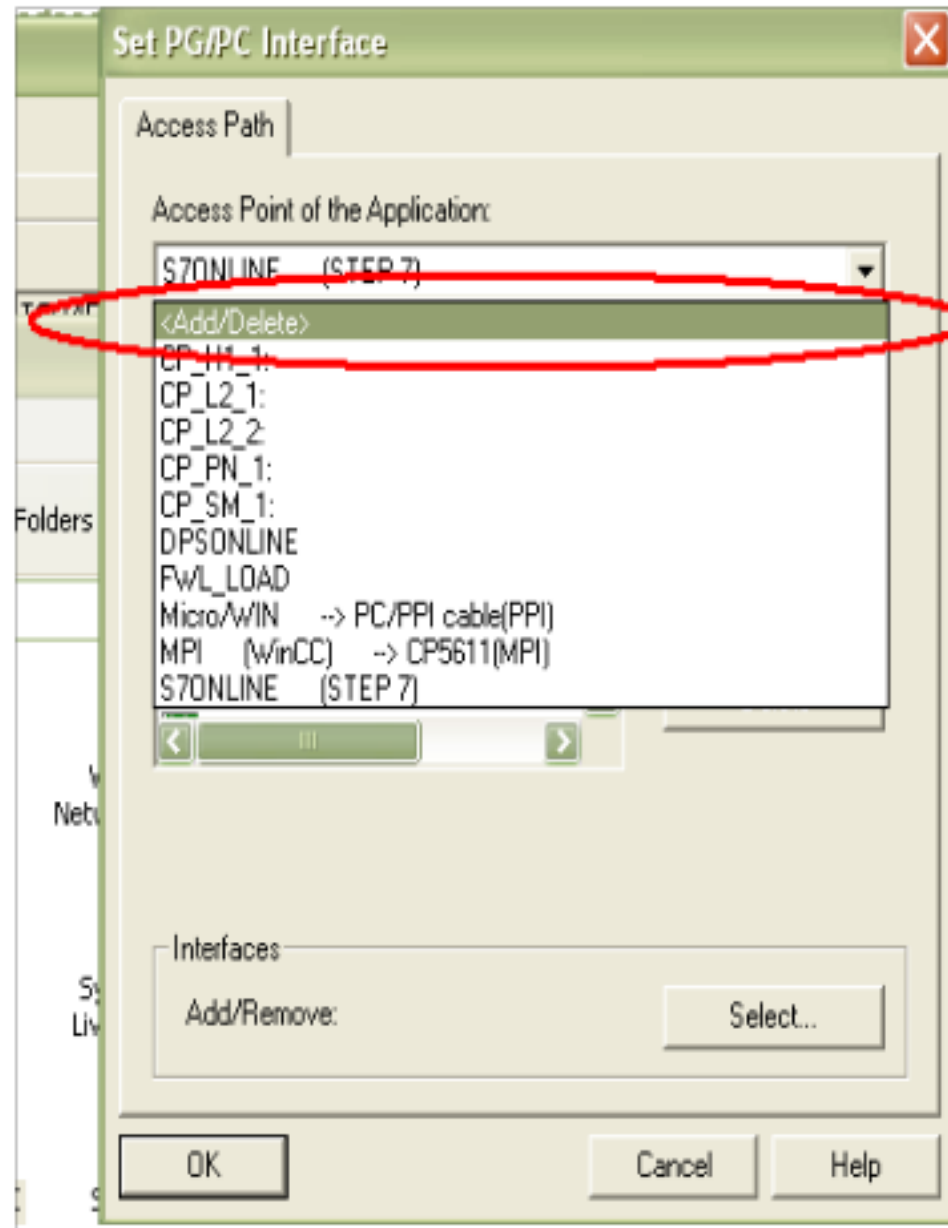 Set PG/PC Interface
Access Path
Access Point of the Application:
S7ONLINE (STEP 7)
<Add/Delete>
CP_H1_1:
CP_L2_1:
CP_L2_2:
CP_PN_1:
CP_SM_1:
Folders
DPSONLINE
FWL_LOAD
Micro/WIN --> PC/PPI cable(PPI)
MPI (WinCC) --> CP5611(MPI)
S7ONLINE (STEP 7)
Interfaces
Add/Remove:
Select...
OK
Cancel
Help